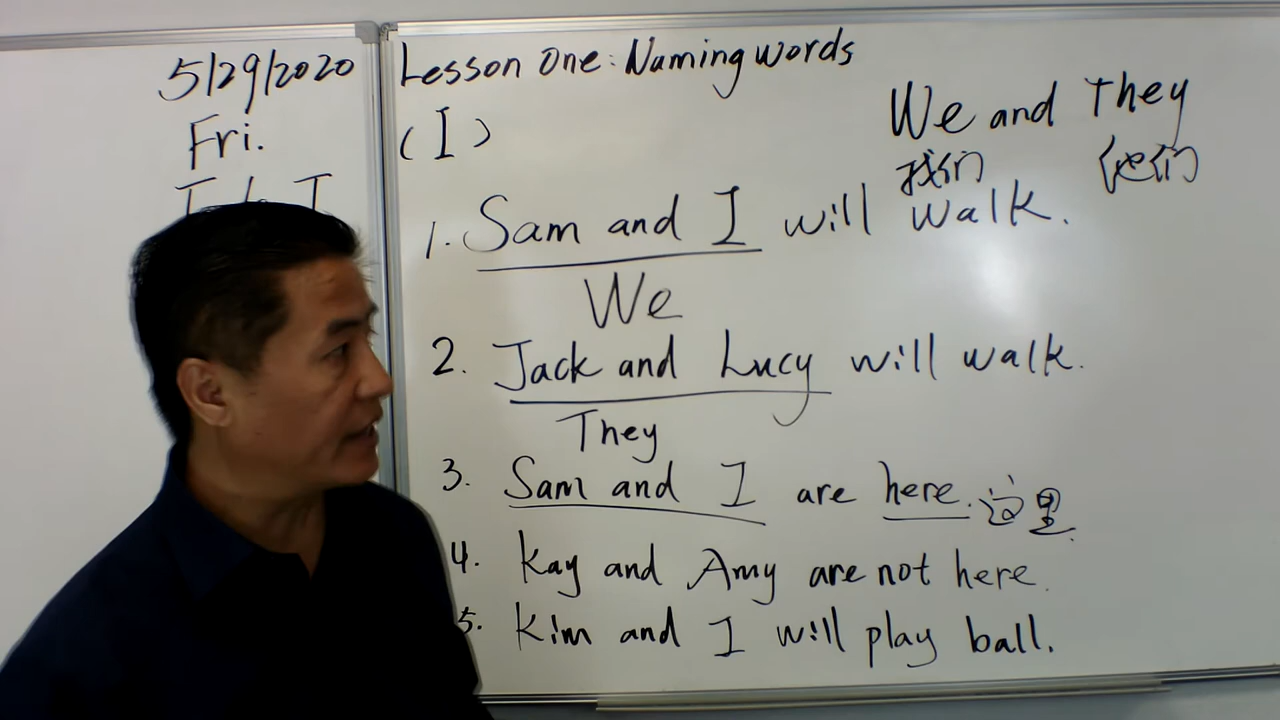 5/29/2020
Fri.
Lesson One: Naming words
(I)
We and They
我们 他们
1. Sam and I will walk.
We
2. Jack and Lucy will walk.
They
3. Sam and I are here. 这里
4. Kay and Amy are not here.
5. Kim and I will play ball.